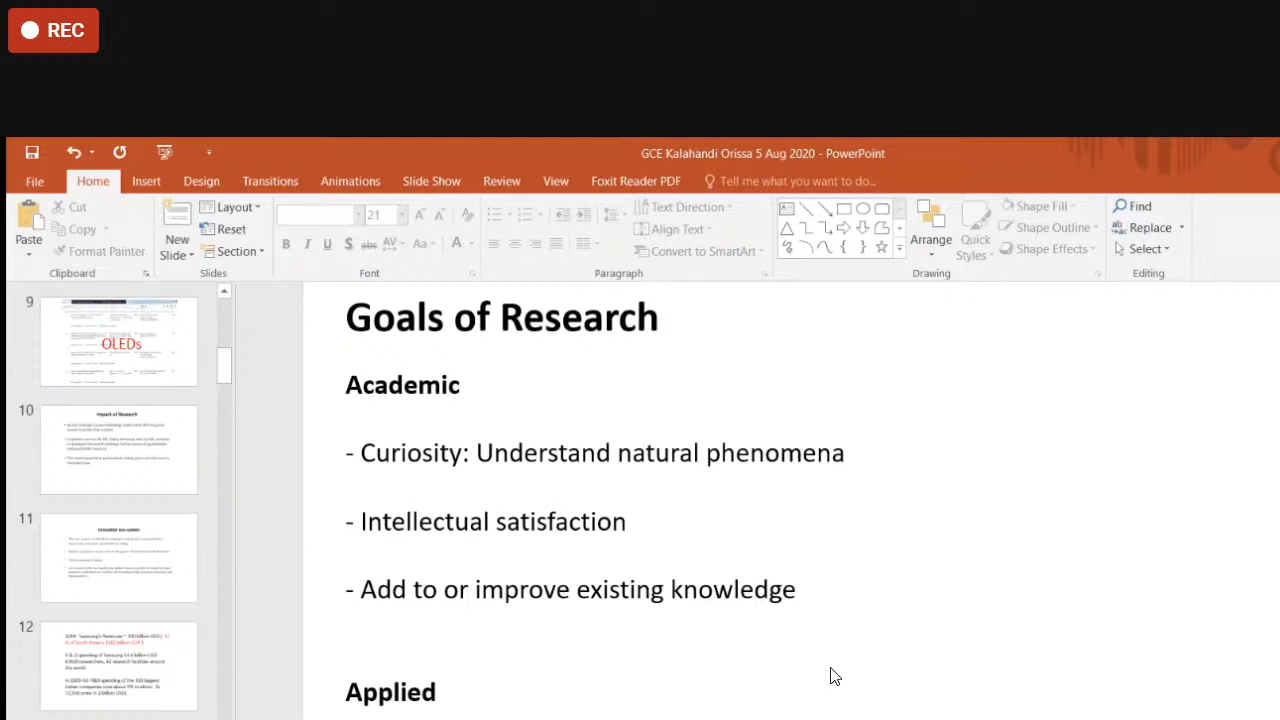 REC
GCE Kalahandi Orissa 5 Aug 2020 - PowerPoint
File Home Insert Design Transitions Animations Slide Show Review View Foxit Reader PDF Tell me what you want to do...
Cut
Copy
Format Painter
Paste
Clipboard
New
Slide
Layout
Reset
Section
Slides
21
B I U S abc AV Aa A
Font
Text Direction
Align Text
Convert to SmartArt
Paragraph
Arrange
Quick
Styles
Shape Fill
Shape Outline
Shape Effects
Drawing
Find
Replace
Select
Editing
9
OLEDs
10
Impact of Research
11
12
Goals of Research
Academic
- Curiosity: Understand natural phenomena
- Intellectual satisfaction
- Add to or improve existing knowledge
Applied